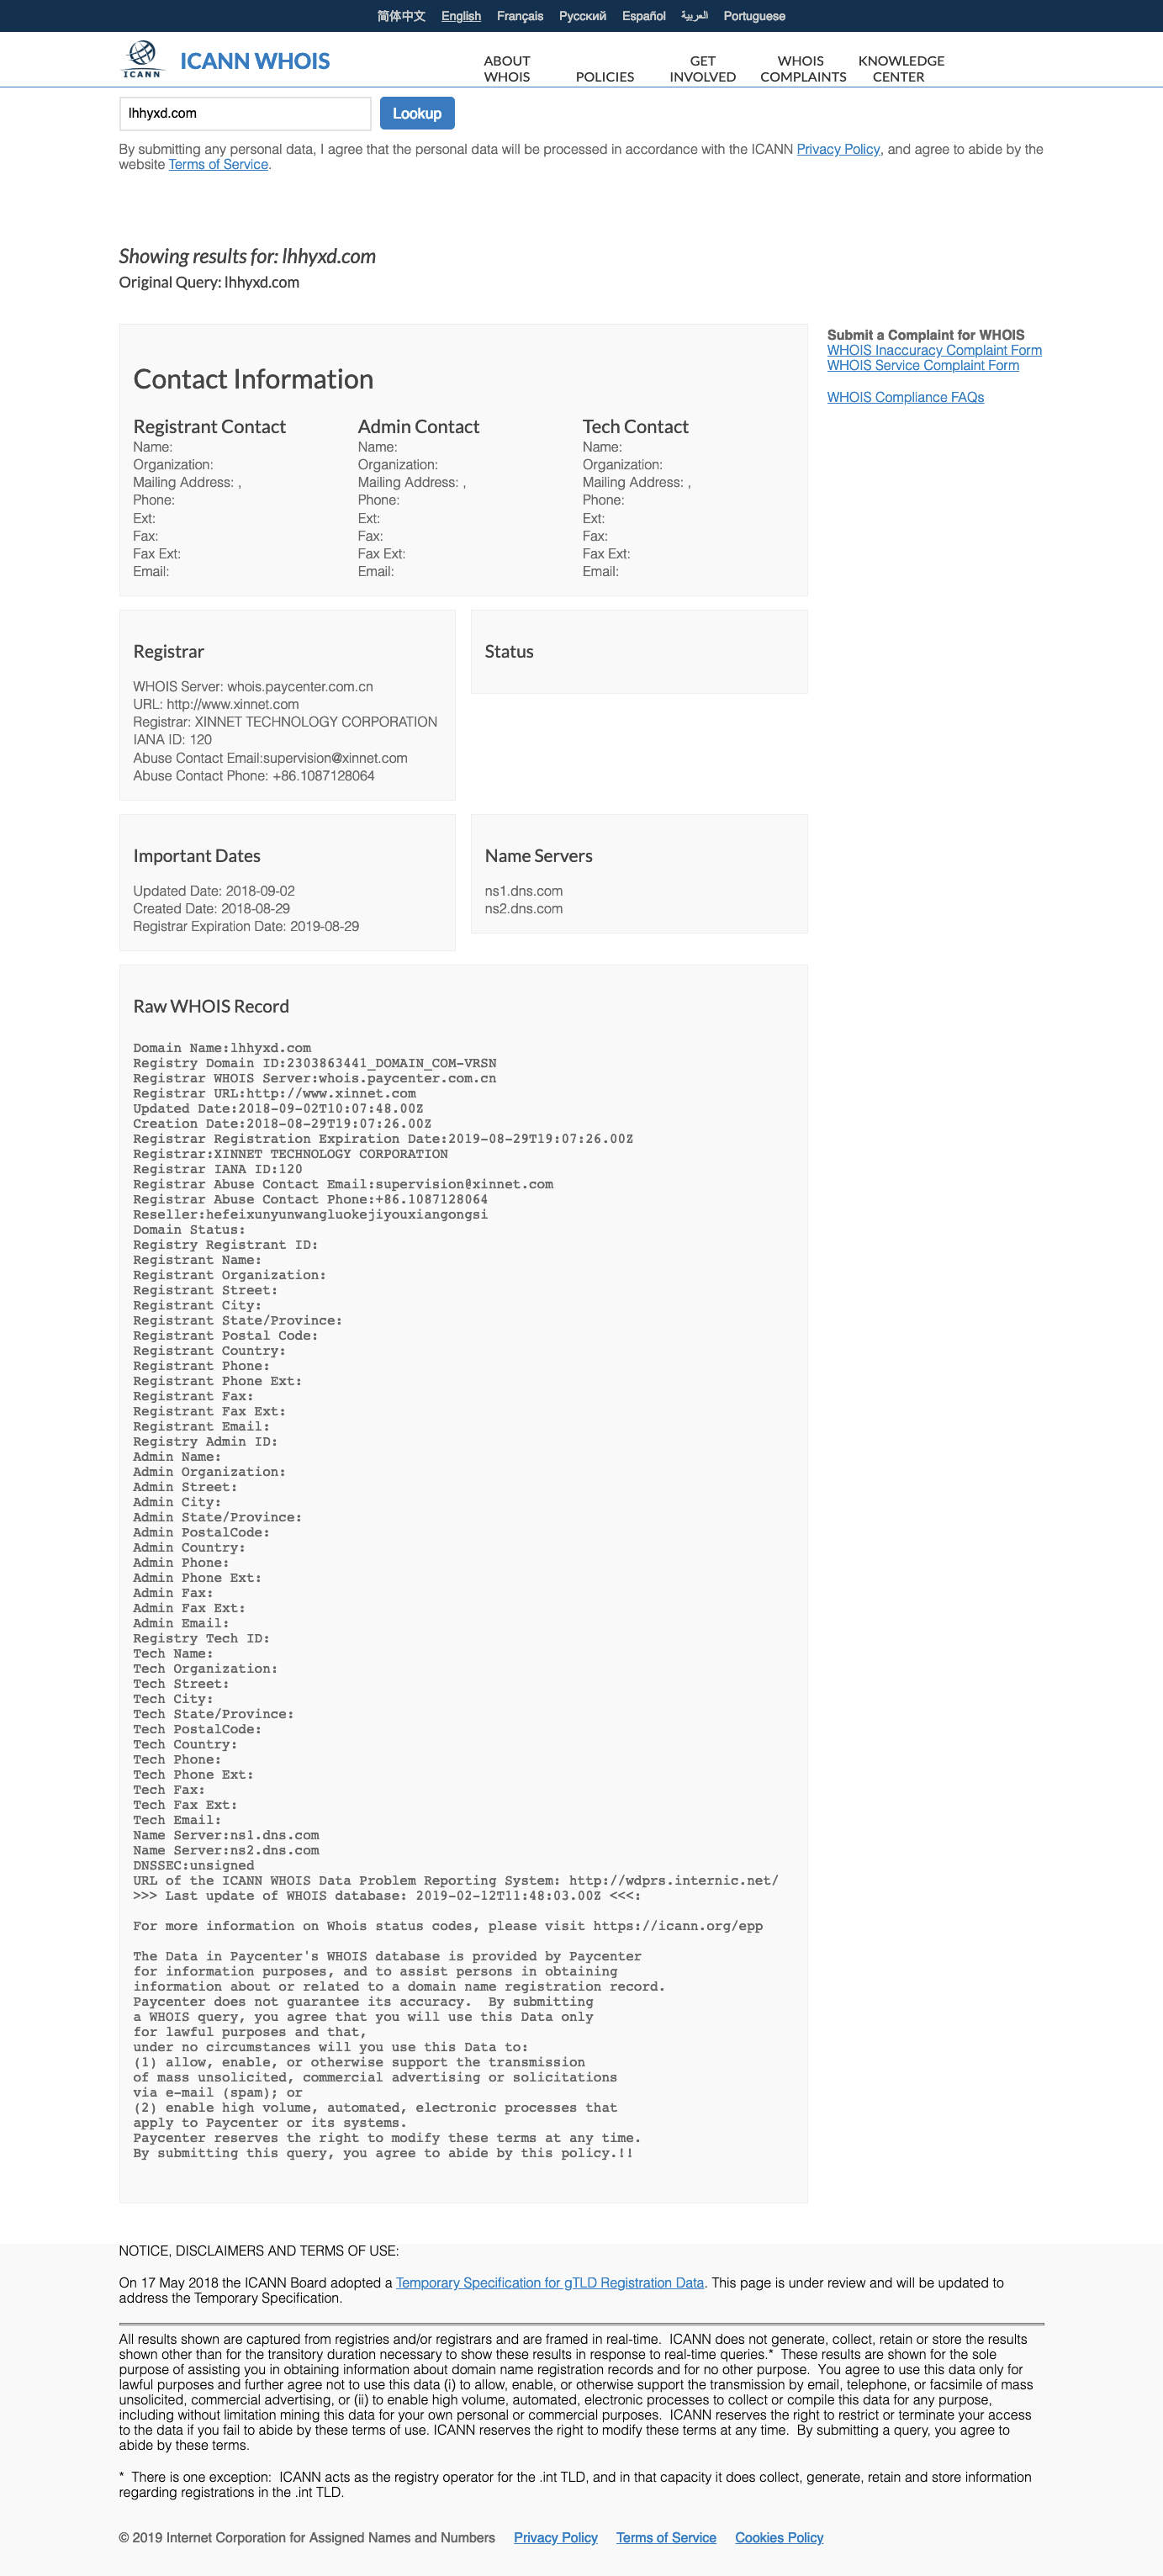 简体中文 English Français Русский Español العربية Portuguese
ICANN
ICANN WHOIS
ABOUT WHOIS
POLICIES
GET INVOLVED
WHOIS COMPLAINTS
KNOWLEDGE CENTER
lhhyxd.com Lookup
By submitting any personal data, I agree that the personal data will be processed in accordance with the ICANN Privacy Policy, and agree to abide by the
website Terms of Service.
Showing results for: lhhyxd.com
Original Query: lhhyxd.com
Contact Information
Registrant Contact
Name:
Organization:
Mailing Address: ,
Phone:
Ext:
Fax:
Fax Ext:
Email:
Admin Contact
Name:
Organization:
Mailing Address: ,
Phone:
Ext:
Fax:
Fax Ext:
Email:
Tech Contact
Name:
Organization:
Mailing Address: ,
Phone:
Ext:
Fax:
Fax Ext:
Email:
Submit a Complaint for WHOIS
WHOIS Inaccuracy Complaint Form
WHOIS Service Complaint Form
WHOIS Compliance FAQs
Registrar
WHOIS Server: whois.paycenter.com.cn
URL: http://www.xinnet.com
Registrar: XINNET TECHNOLOGY CORPORATION
IANA ID: 120
Abuse Contact Email:supervision@xinnet.com
Abuse Contact Phone: +86.1087128064
Status
Important Dates
Updated Date: 2018-09-02
Created Date: 2018-08-29
Registrar Expiration Date: 2019-08-29
Name Servers
ns1.dns.com
ns2.dns.com
Raw WHOIS Record
Domain Name:lhhyxd.com
Registry Domain ID:2303863441_DOMAIN_COM-VRSN
Registrar WHOIS Server:whois.paycenter.com.cn
Registrar URL:http://www.xinnet.com
Updated Date:2018-09-02T10:07:48.00Z
Creation Date:2018-08-29T19:07:26.00Z
Registrar Registration Expiration Date:2019-08-29T19:07:26.00Z
Registrar:XINNET TECHNOLOGY CORPORATION
Registrar IANA ID:120
Registrar Abuse Contact Email:supervision@xinnet.com
Registrar Abuse Contact Phone:+86.1087128064
Reseller:hefeixunyunwangluokejiyouxiangongsi
Domain Status:
Registry Registrant ID:
Registrant Name:
Registrant Organization:
Registrant Street:
Registrant City:
Registrant State/Province:
Registrant Postal Code:
Registrant Country:
Registrant Phone:
Registrant Phone Ext:
Registrant Fax:
Registrant Fax Ext:
Registrant Email:
Registry Admin ID:
Admin Name:
Admin Organization:
Admin Street:
Admin City:
Admin State/Province:
Admin PostalCode:
Admin Country:
Admin Phone:
Admin Phone Ext:
Admin Fax:
Admin Fax Ext:
Admin Email:
Registry Tech ID:
Tech Name:
Tech Organization:
Tech Street:
Tech City:
Tech State/Province:
Tech PostalCode:
Tech Country:
Tech Phone:
Tech Phone Ext:
Tech Fax:
Tech Fax Ext:
Tech Email:
Name Server:ns1.dns.com
Name Server:ns2.dns.com
DNSSEC:unsigned
URL of the ICANN WHOIS Data Problem Reporting System: http://wdprs.internic.net/
>>> Last update of WHOIS database: 2019-02-12T11:48:03.00Z <<<:
For more information on Whois status codes, please visit https://icann.org/epp
The Data in Paycenter's WHOIS database is provided by Paycenter
for information purposes, and to assist persons in obtaining
information about or related to a domain name registration record.
Paycenter does not guarantee its accuracy.  By submitting
a WHOIS query, you agree that you will use this Data only
for lawful purposes and that,
under no circumstances will you use this Data to:
(1) allow, enable, or otherwise support the transmission
of mass unsolicited, commercial advertising or solicitations
via e-mail (spam); or
(2) enable high volume, automated, electronic processes that
apply to Paycenter or its systems.
Paycenter reserves the right to modify these terms at any time.
By submitting this query, you agree to abide by this policy.!!
NOTICE, DISCLAIMERS AND TERMS OF USE:
On 17 May 2018 the ICANN Board adopted a Temporary Specification for gTLD Registration Data. This page is under review and will be updated to
address the Temporary Specification.
All results shown are captured from registries and/or registrars and are framed in real-time.  ICANN does not generate, collect, retain or store the results
shown other than for the transitory duration necessary to show these results in response to real-time queries.*  These results are shown for the sole
purpose of assisting you in obtaining information about domain name registration records and for no other purpose.  You agree to use this data only for
lawful purposes and further agree not to use this data (i) to allow, enable, or otherwise support the transmission by email, telephone, or facsimile of mass
unsolicited, commercial advertising, or (ii) to enable high volume, automated, electronic processes to collect or compile this data for any purpose,
including without limitation mining this data for your own personal or commercial purposes.  ICANN reserves the right to restrict or terminate your access
to the data if you fail to abide by these terms of use. ICANN reserves the right to modify these terms at any time.  By submitting a query, you agree to
abide by these terms.
*  There is one exception:  ICANN acts as the registry operator for the .int TLD, and in that capacity it does collect, generate, retain and store information
regarding registrations in the .int TLD.
© 2019 Internet Corporation for Assigned Names and Numbers Privacy Policy Terms of Service Cookies Policy